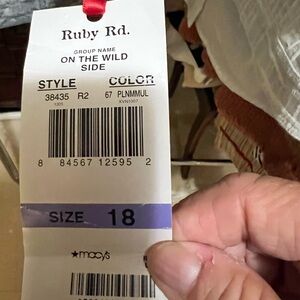 Ruby Rd.
GROUP NAME
ON THE WILD
SIDE
STYLE COLOR
38435 R2 67 PLNMMUL
8 84567 12595 2
SIZE 18
★macy's